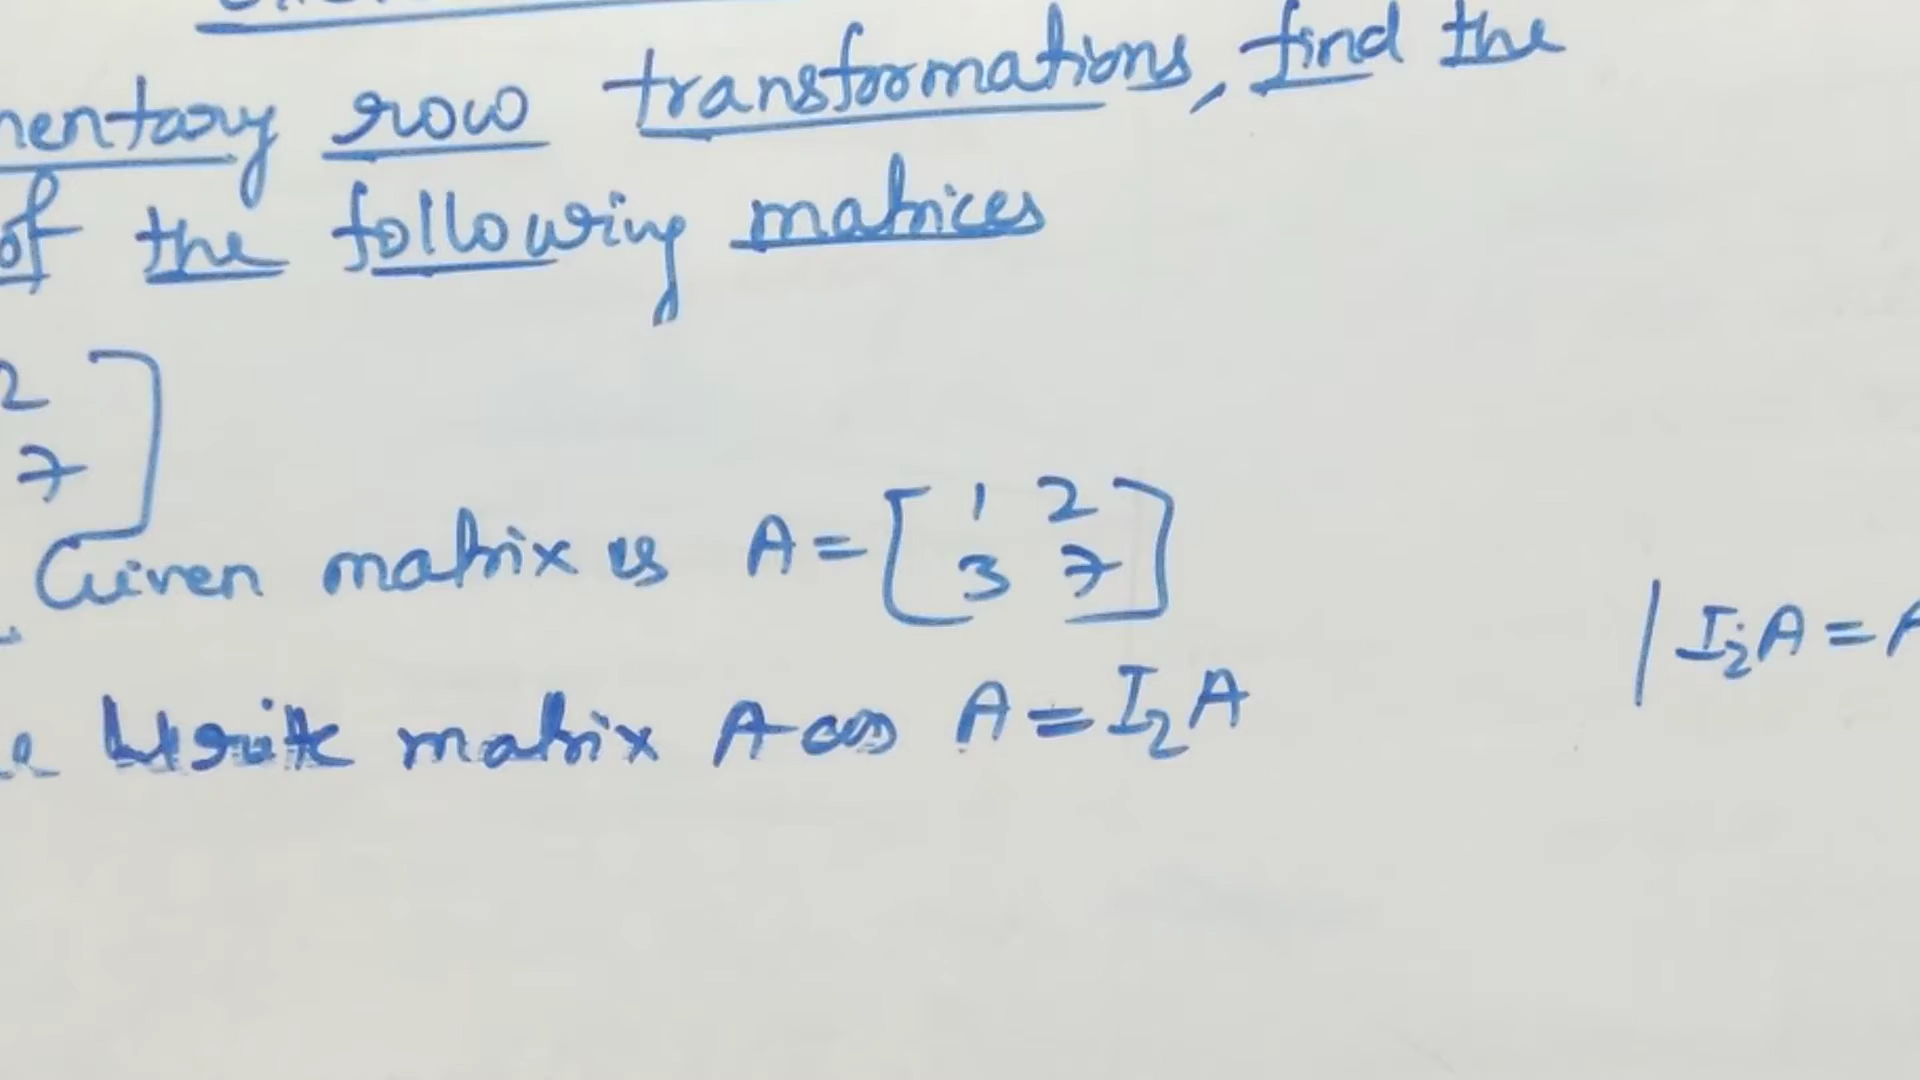 row transformations, find the
of the following matrices
2
7
Given matrix is A = [ 1 2
3 7 ]
| I₂A = A
Write matrix A as A = I₂A